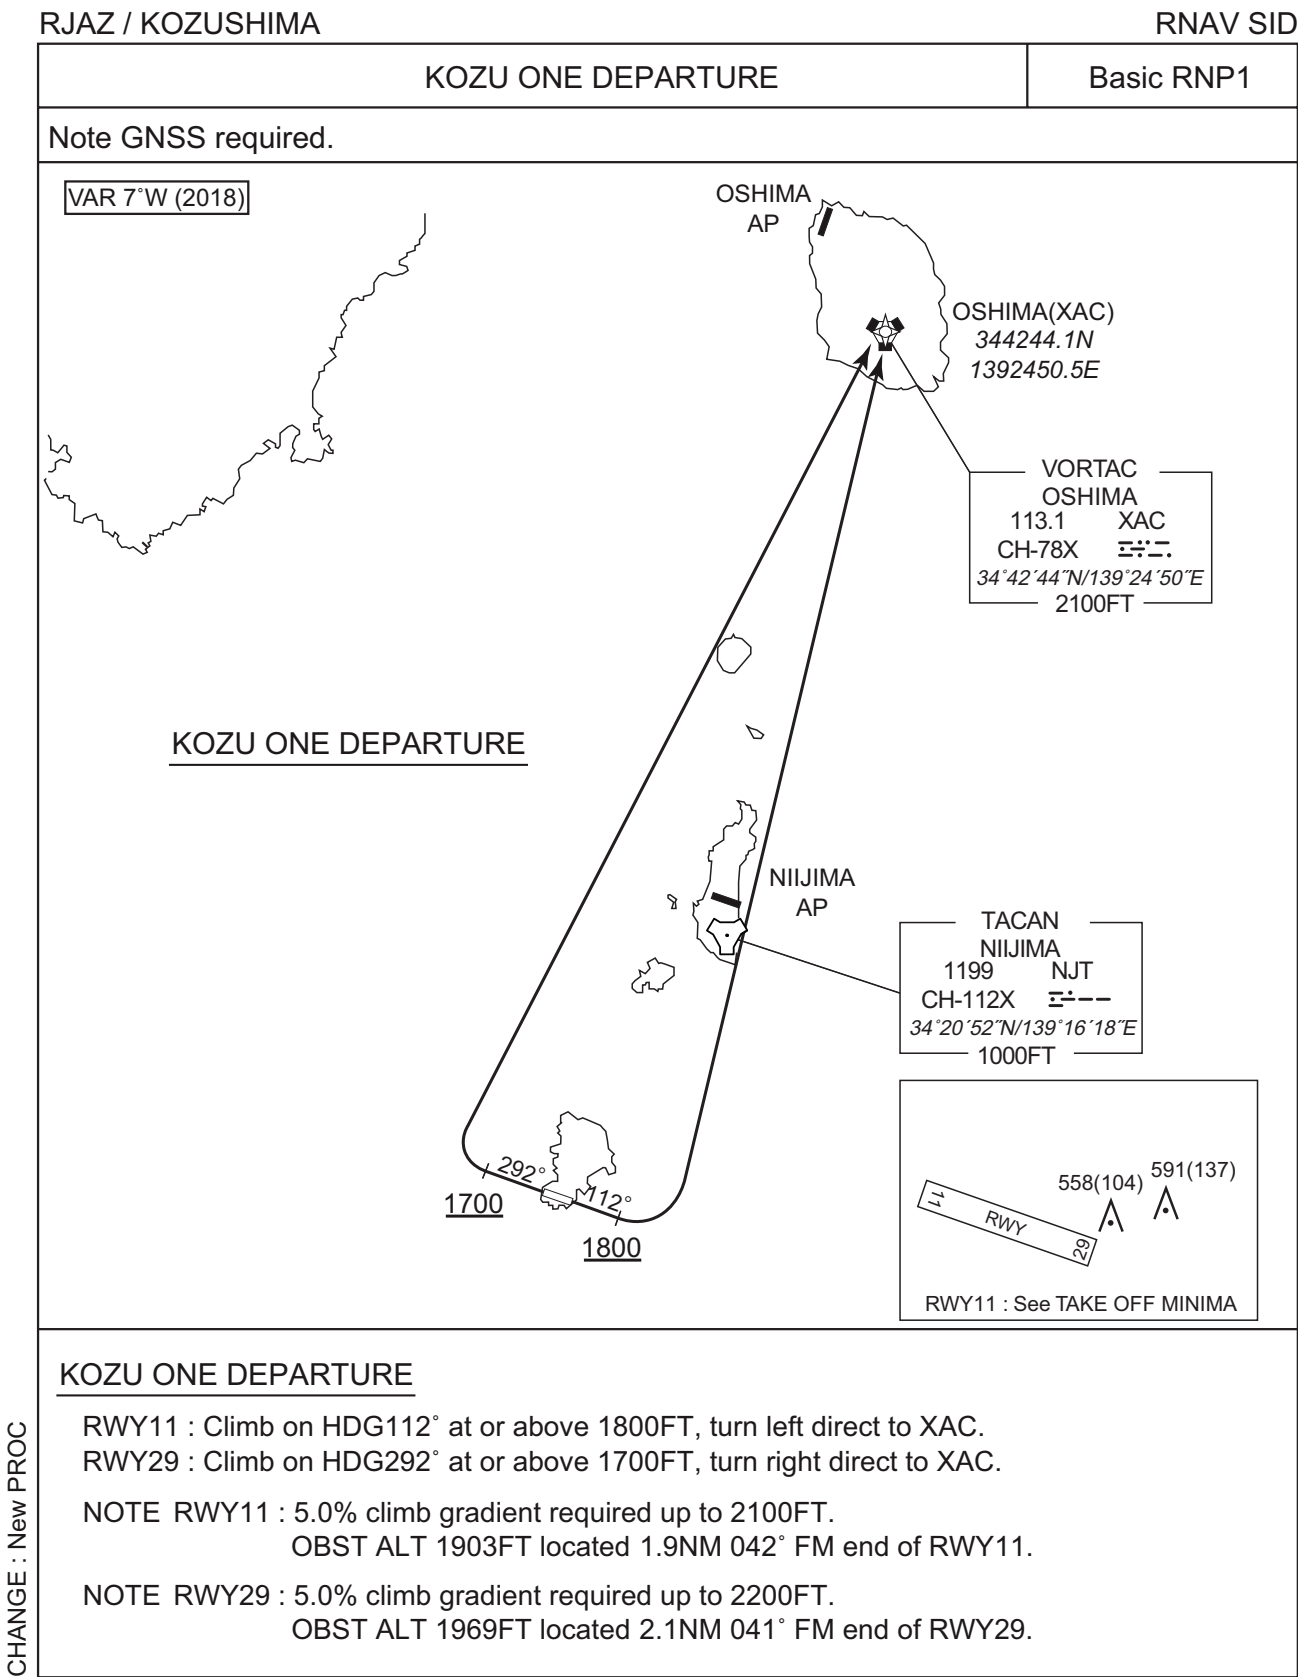 RJAZ / KOZUSHIMA
RNAV SID
KOZU ONE DEPARTURE
Basic RNP1
Note GNSS required.
VAR 7˚W (2018)
OSHIMA
AP
OSHIMA(XAC)
344244.1N
1392450.5E
VORTAC
OSHIMA
113.1 XAC
CH-78X
34˚42´44˝N/139˚24´50˝E
2100FT
KOZU ONE DEPARTURE
NIIJIMA
AP
TACAN
NIIJIMA
1199 NJT
CH-112X
34˚20´52˝N/139˚16´18˝E
1000FT
292°
112°
1700
1800
558(104)
591(137)
11
RWY
29
RWY11 : See TAKE OFF MINIMA
KOZU ONE DEPARTURE
RWY11 : Climb on HDG112˚ at or above 1800FT, turn left direct to XAC.
RWY29 : Climb on HDG292˚ at or above 1700FT, turn right direct to XAC.
NOTE RWY11 : 5.0% climb gradient required up to 2100FT.
OBST ALT 1903FT located 1.9NM 042˚ FM end of RWY11.
NOTE RWY29 : 5.0% climb gradient required up to 2200FT.
OBST ALT 1969FT located 2.1NM 041˚ FM end of RWY29.
CHANGE : New PROC